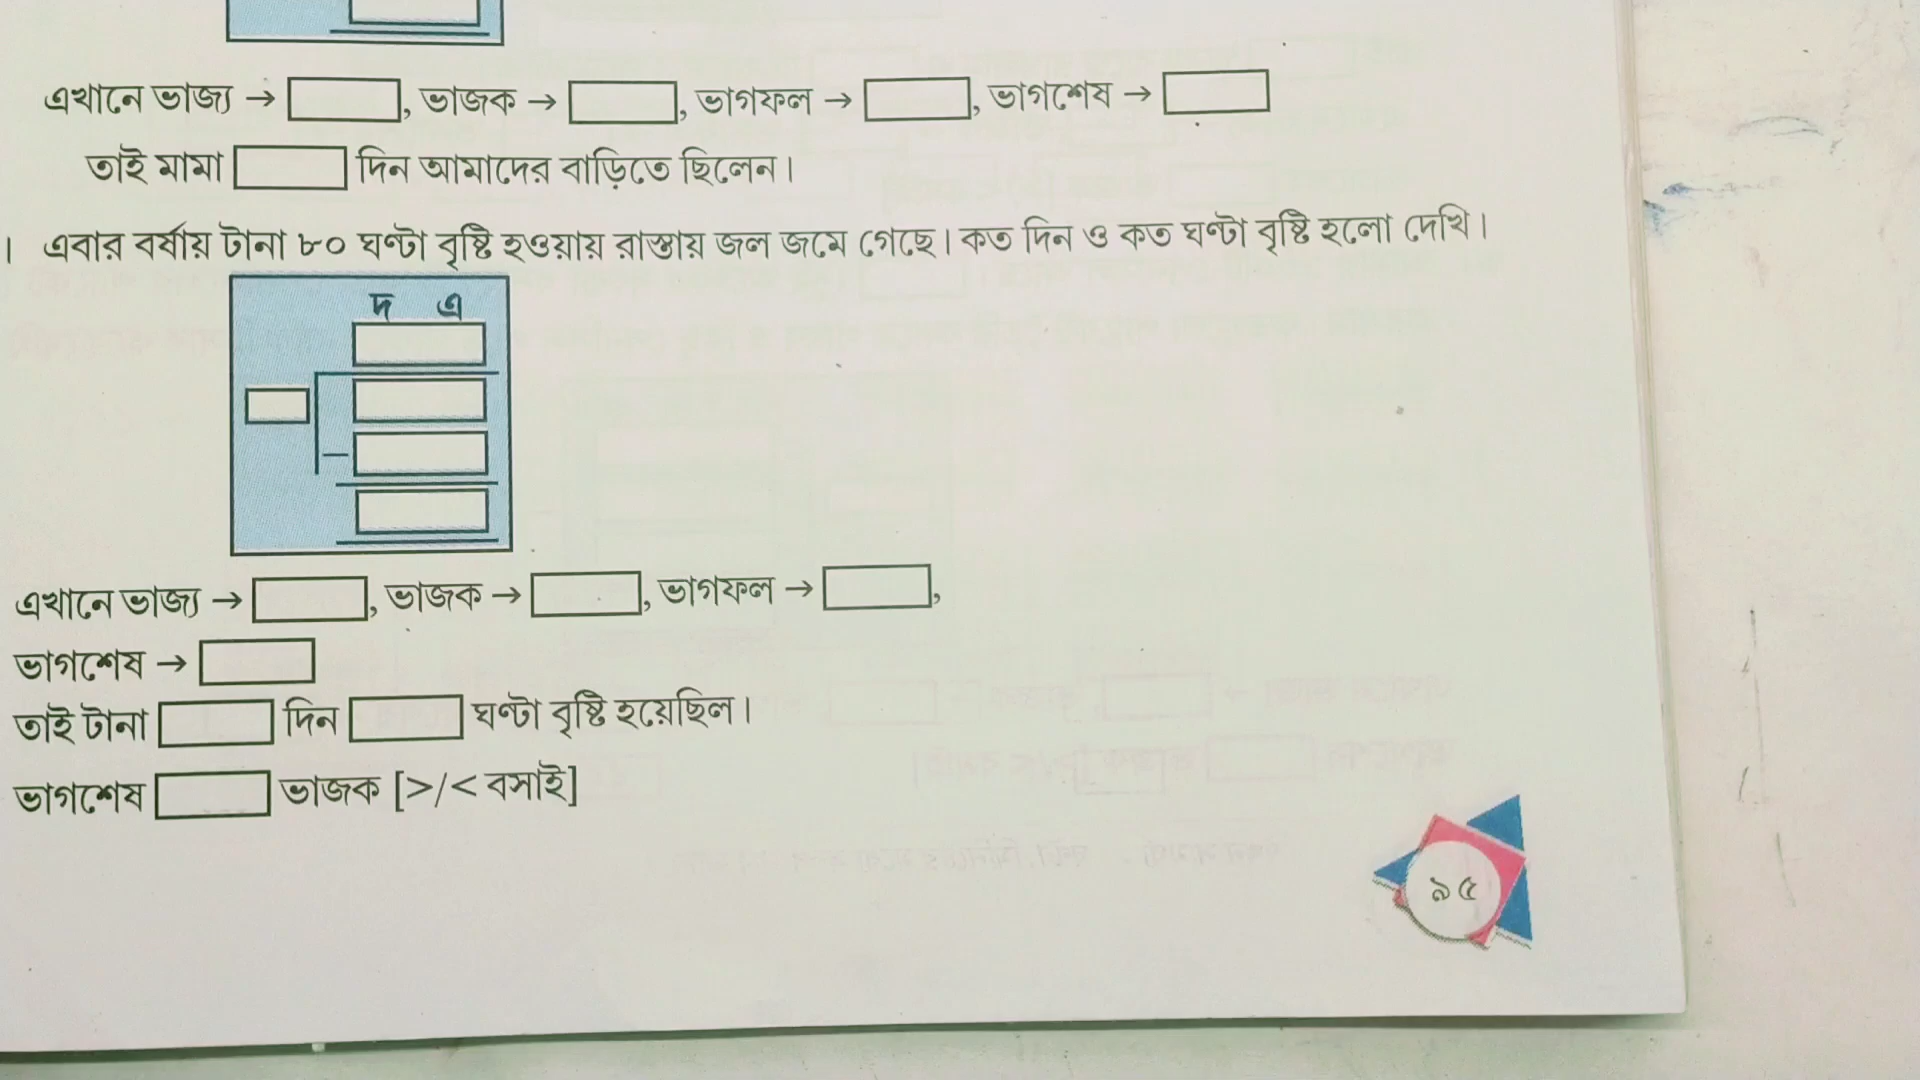 এখানে ভাজ্য → , ভাজক → , ভাগফল → , ভাগশেষ →
তাই মামা দিন আমাদের বাড়িতে ছিলেন।
। এবার বর্ষায় টানা ৮০ ঘণ্টা বৃষ্টি হওয়ায় রাস্তায় জল জমে গেছে। কত দিন ও কত ঘণ্টা বৃষ্টি হলো দেখি।
দ এ
−
এখানে ভাজ্য → , ভাজক → , ভাগফল → ,
ভাগশেষ →
তাই টানা দিন ঘণ্টা বৃষ্টি হয়েছিল।
ভাগশেষ ভাজক [>/< বসাই]
৯৫